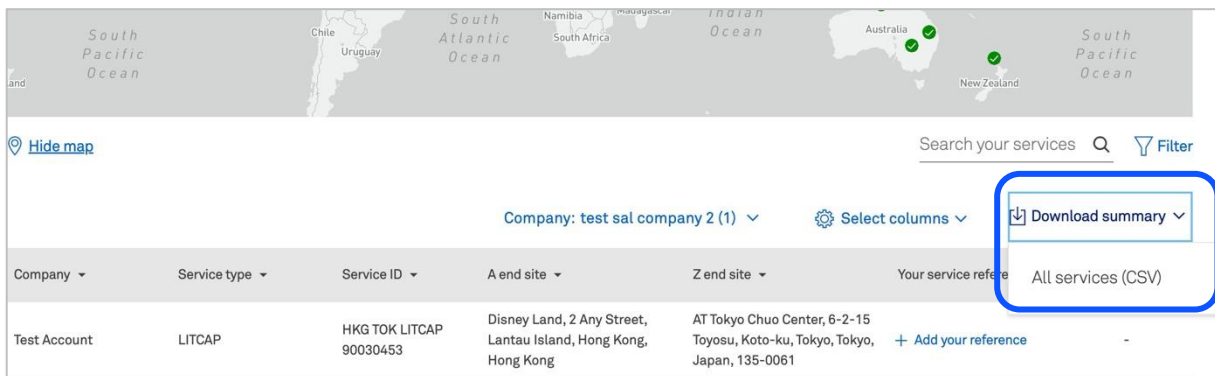 South
Pacific
Ocean
Chile
Uruguay
South
Atlantic
Ocean
Namibia
South Africa
Madagascar
Indian
Ocean
Australia
New Zealand
South
Pacific
Ocean
Hide map
Search your services
Filter
Company: test sal company 2 (1)
Select columns
Download summary
All services (CSV)
Company
Service type
Service ID
A end site
Z end site
Your service refere
Test Account
LITCAP
HKG TOK LITCAP
90030453
Disney Land, 2 Any Street,
Lantau Island, Hong Kong,
Hong Kong
AT Tokyo Chuo Center, 6-2-15
Toyosu, Koto-ku, Tokyo, Tokyo,
Japan, 135-0061
+ Add your reference
-